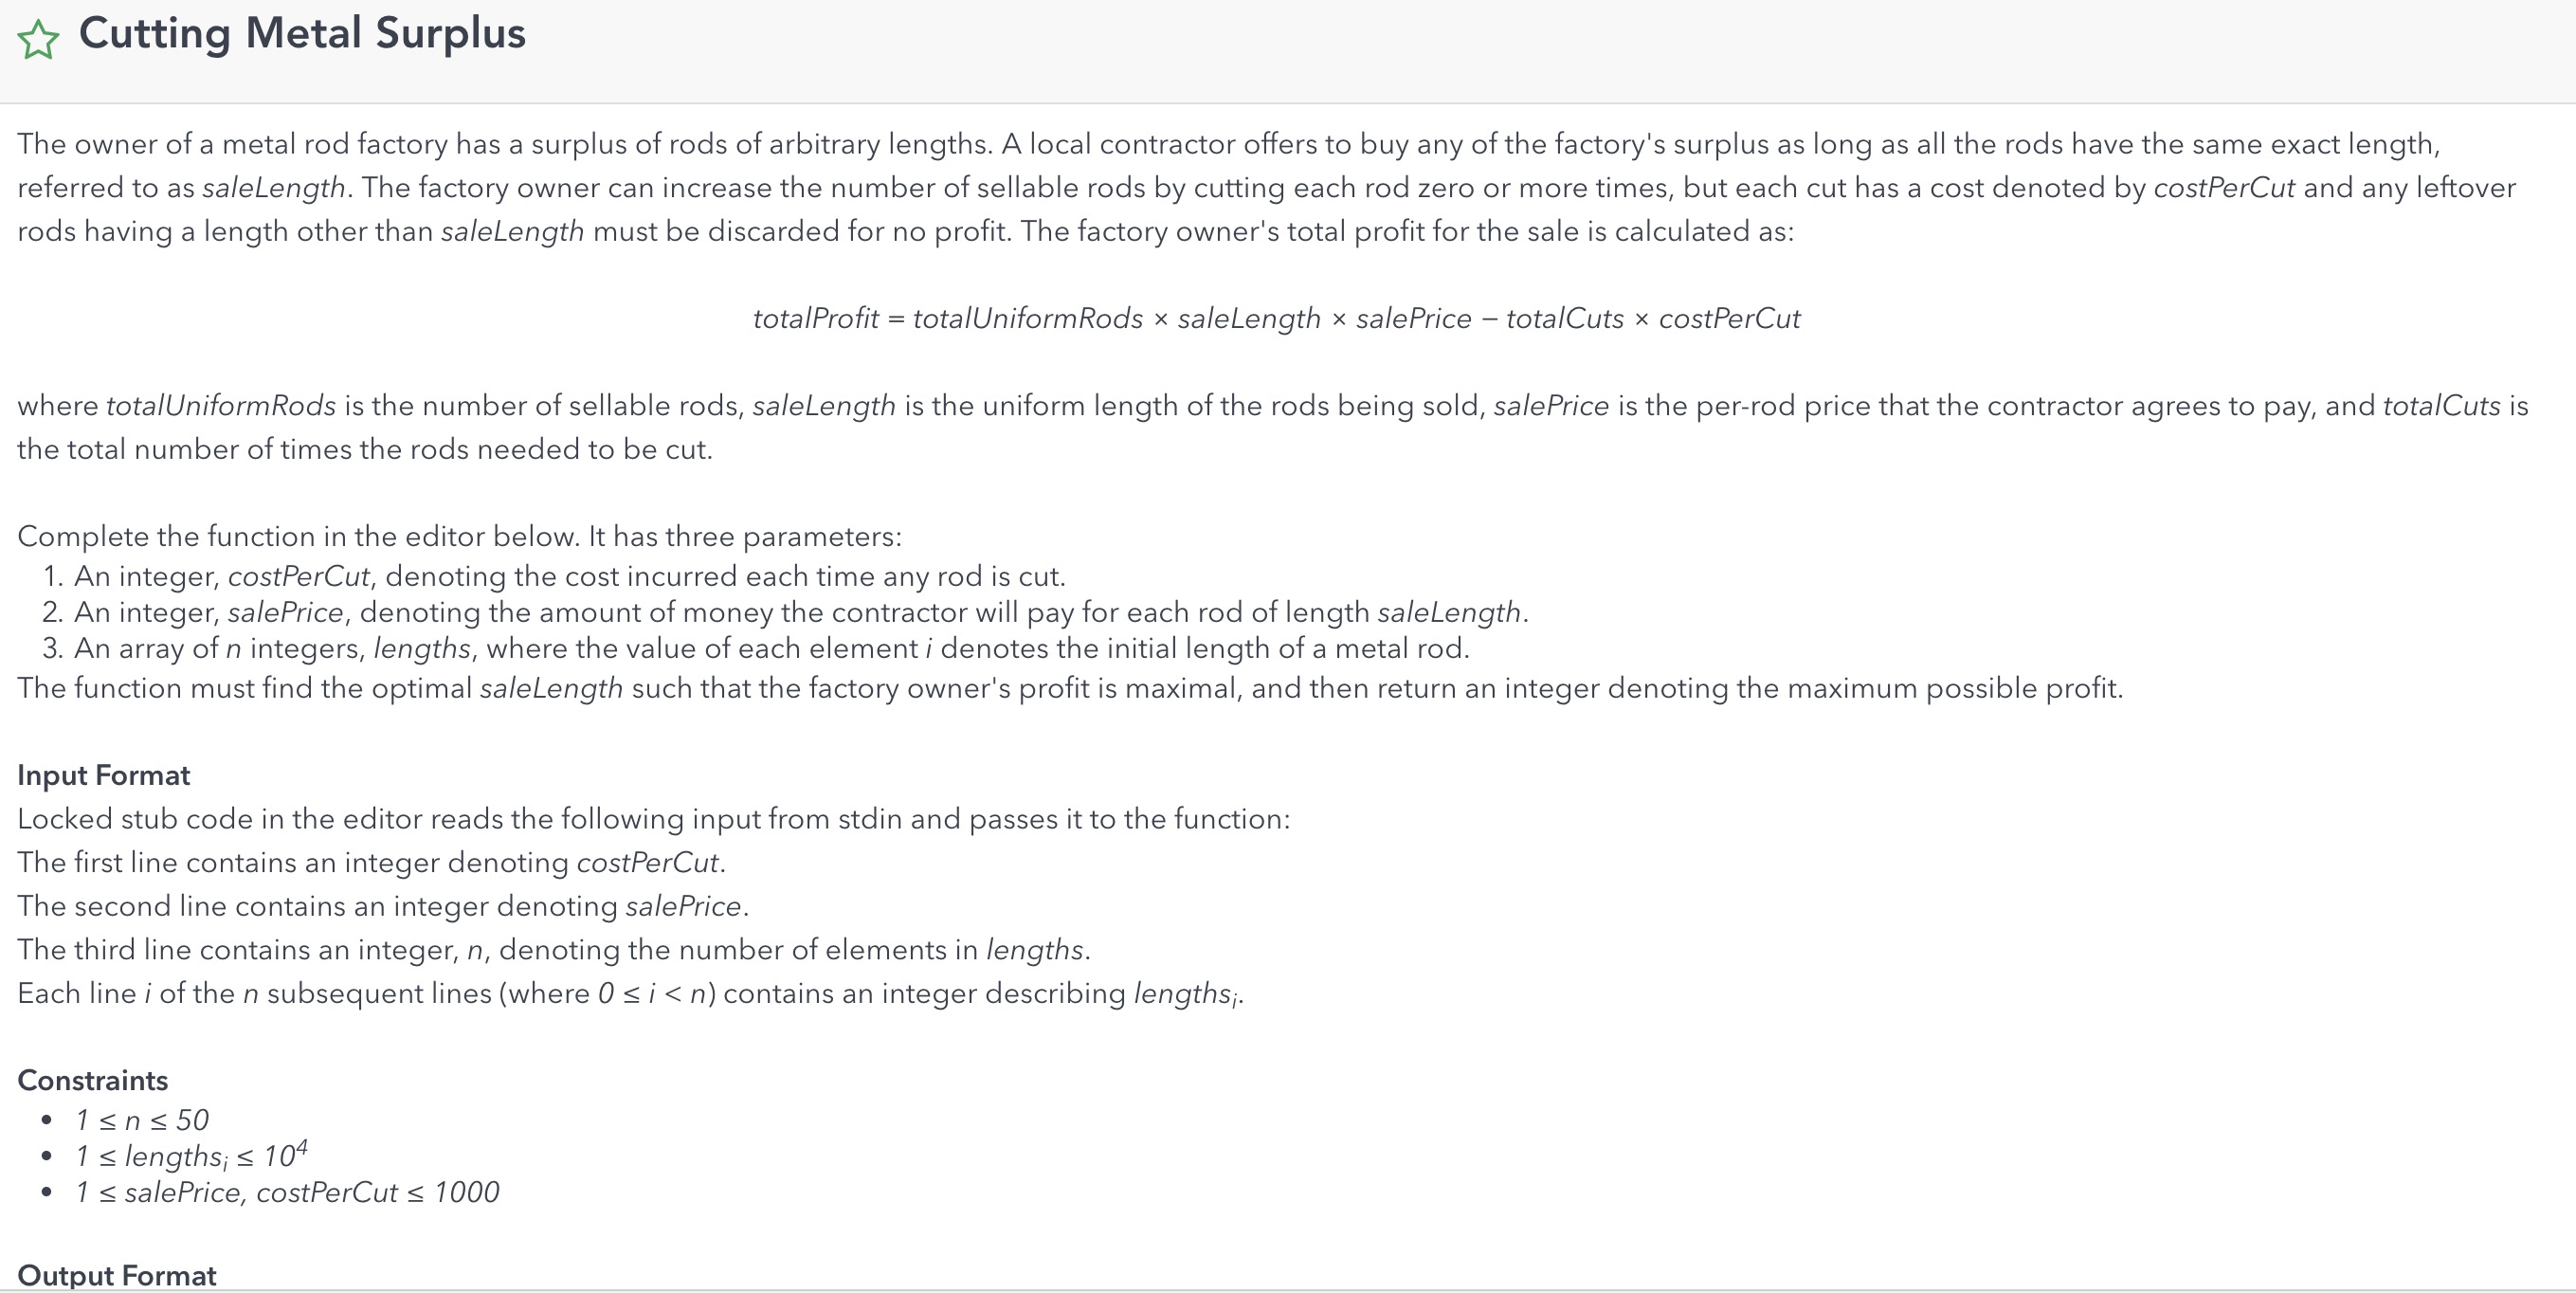 Cutting Metal Surplus
The owner of a metal rod factory has a surplus of rods of arbitrary lengths. A local contractor offers to buy any of the factory's surplus as long as all the rods have the same exact length,
referred to as saleLength. The factory owner can increase the number of sellable rods by cutting each rod zero or more times, but each cut has a cost denoted by costPerCut and any leftover
rods having a length other than saleLength must be discarded for no profit. The factory owner's total profit for the sale is calculated as:
totalProfit = totalUniformRods × saleLength × salePrice − totalCuts × costPerCut
where totalUniformRods is the number of sellable rods, saleLength is the uniform length of the rods being sold, salePrice is the per-rod price that the contractor agrees to pay, and totalCuts is
the total number of times the rods needed to be cut.
Complete the function in the editor below. It has three parameters:
1. An integer, costPerCut, denoting the cost incurred each time any rod is cut.
2. An integer, salePrice, denoting the amount of money the contractor will pay for each rod of length saleLength.
3. An array of n integers, lengths, where the value of each element i denotes the initial length of a metal rod.
The function must find the optimal saleLength such that the factory owner's profit is maximal, and then return an integer denoting the maximum possible profit.
Input Format
Locked stub code in the editor reads the following input from stdin and passes it to the function:
The first line contains an integer denoting costPerCut.
The second line contains an integer denoting salePrice.
The third line contains an integer, n, denoting the number of elements in lengths.
Each line i of the n subsequent lines (where 0 ≤ i < n) contains an integer describing lengthsᵢ.
Constraints
• 1 ≤ n ≤ 50
• 1 ≤ lengthsᵢ ≤ 10⁴
• 1 ≤ salePrice, costPerCut ≤ 1000
Output Format